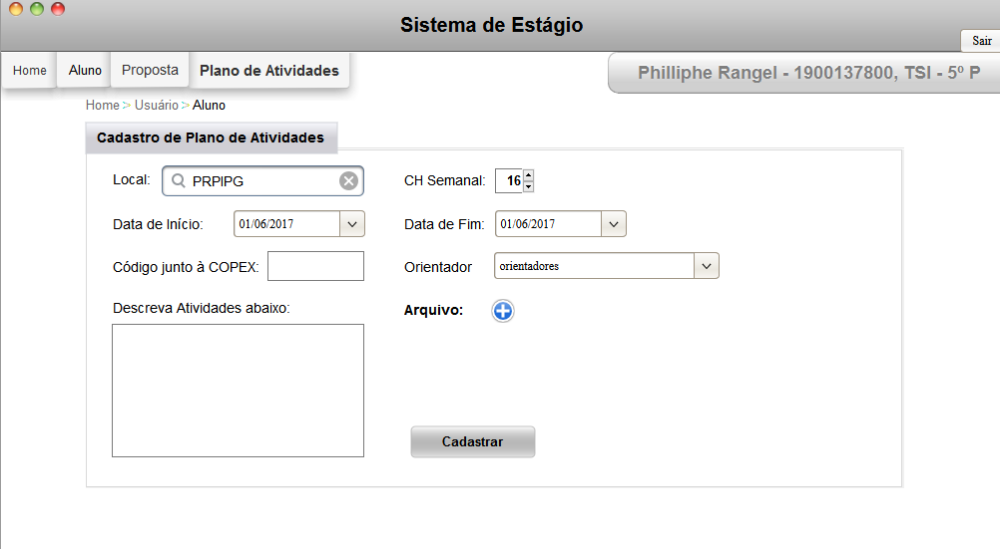 Sistema de Estágio
Sair
Home Aluno Proposta Plano de Atividades
Philliphe Rangel - 1900137800, TSI - 5º P
Home > Usuário > Aluno
Cadastro de Plano de Atividades
Local: PRPIPG CH Semanal: 16
Data de Início: 01/06/2017 Data de Fim: 01/06/2017
Código junto à COPEX: Orientador orientadores
Descreva Atividades abaixo: Arquivo:
Cadastrar